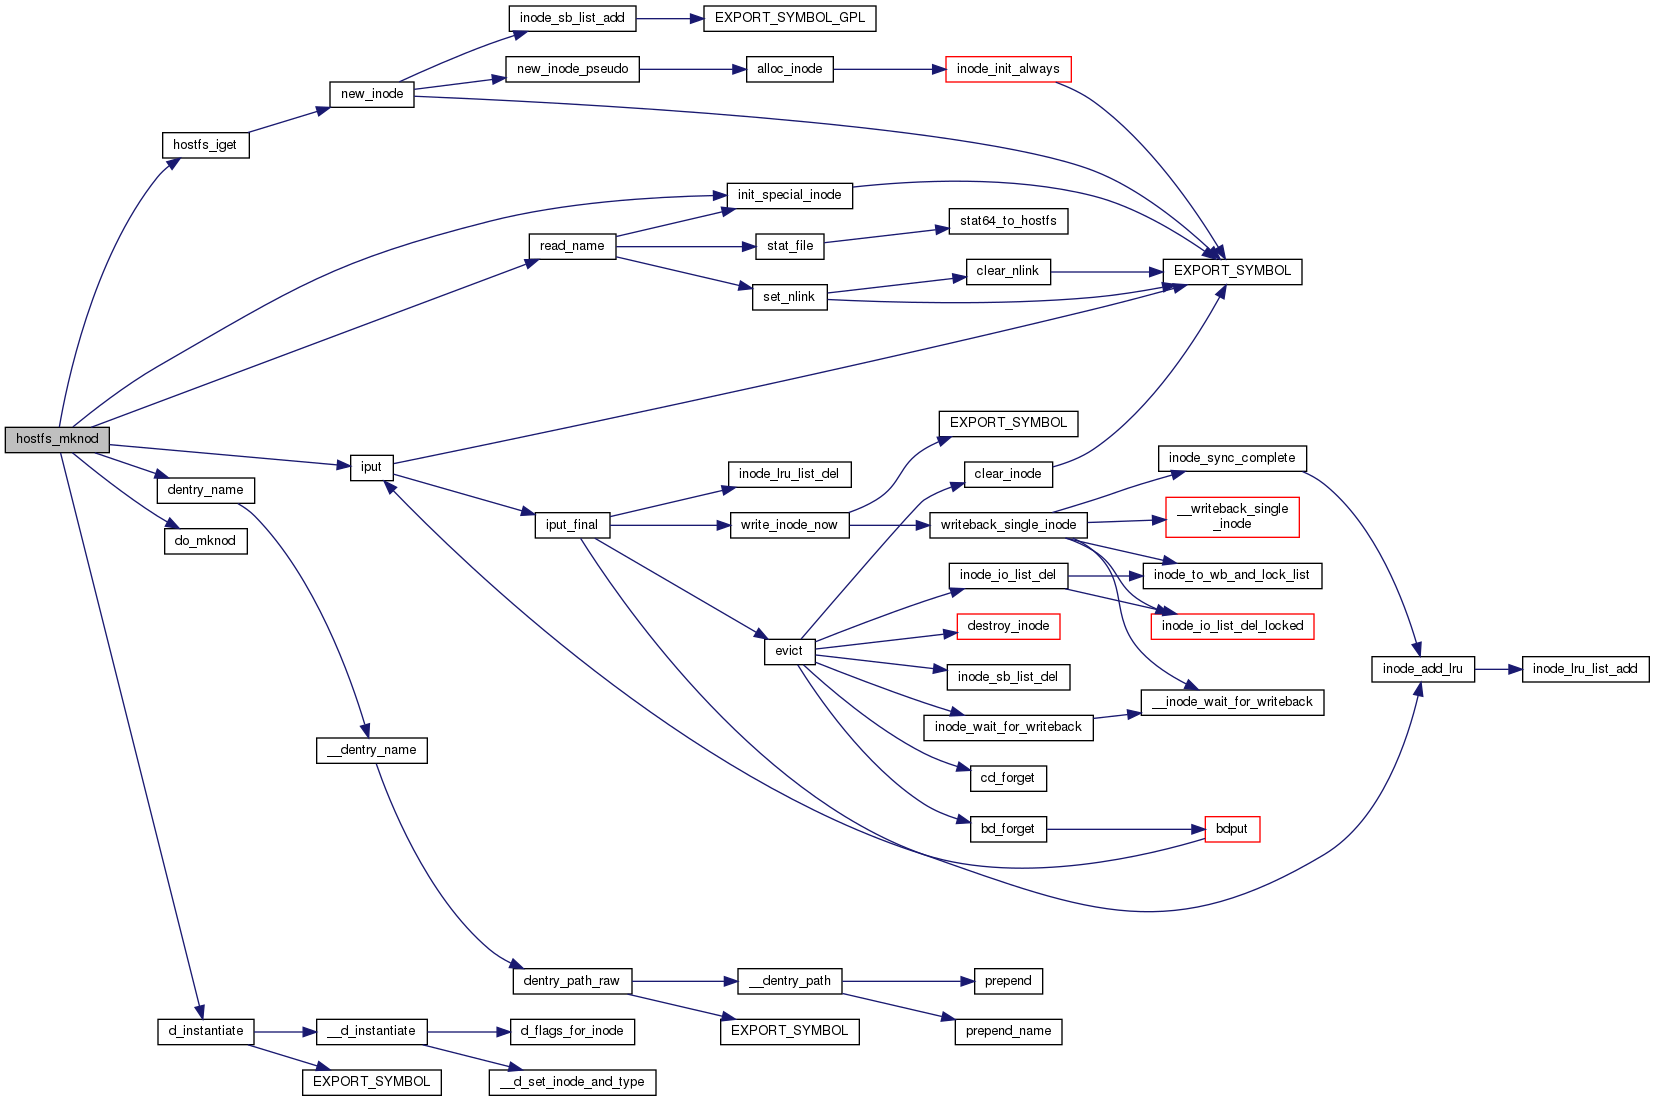 inode_sb_list_add
EXPORT_SYMBOL_GPL
new_inode_pseudo
alloc_inode
inode_init_always
new_inode
hostfs_iget
init_special_inode
stat64_to_hostfs
read_name
stat_file
clear_nlink
EXPORT_SYMBOL
set_nlink
EXPORT_SYMBOL
hostfs_mknod
inode_sync_complete
iput
inode_lru_list_del
clear_inode
dentry_name
__writeback_single
_inode
iput_final
write_inode_now
writeback_single_inode
do_mknod
inode_io_list_del
inode_to_wb_and_lock_list
destroy_inode
inode_io_list_del_locked
evict
inode_sb_list_del
inode_add_lru
inode_lru_list_add
__inode_wait_for_writeback
inode_wait_for_writeback
__dentry_name
cd_forget
bd_forget
bdput
dentry_path_raw
__dentry_path
prepend
d_instantiate
__d_instantiate
d_flags_for_inode
EXPORT_SYMBOL
prepend_name
EXPORT_SYMBOL
__d_set_inode_and_type